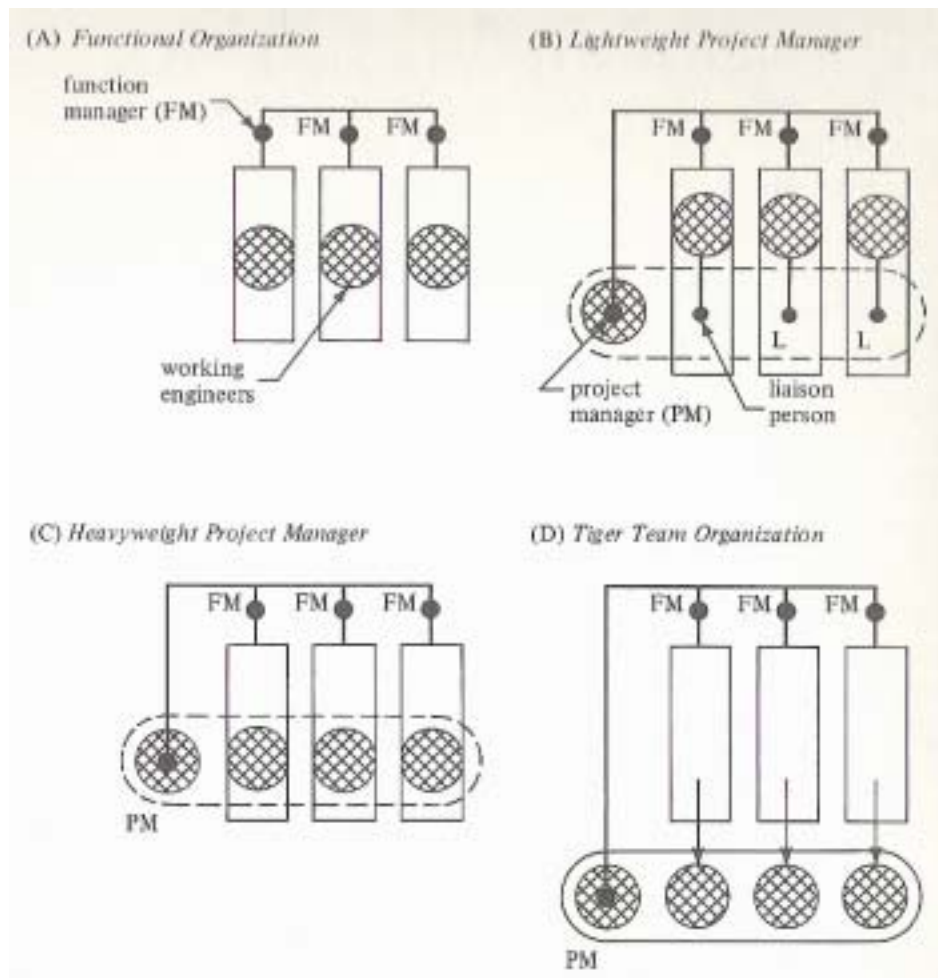 (A) Functional Organization
function
manager (FM)
FM
FM
working
engineers
(B) Lightweight Project Manager
FM
FM
FM
L
L
project
manager (PM)
liaison
person
(C) Heavyweight Project Manager
FM
FM
FM
PM
(D) Tiger Team Organization
FM
FM
FM
PM